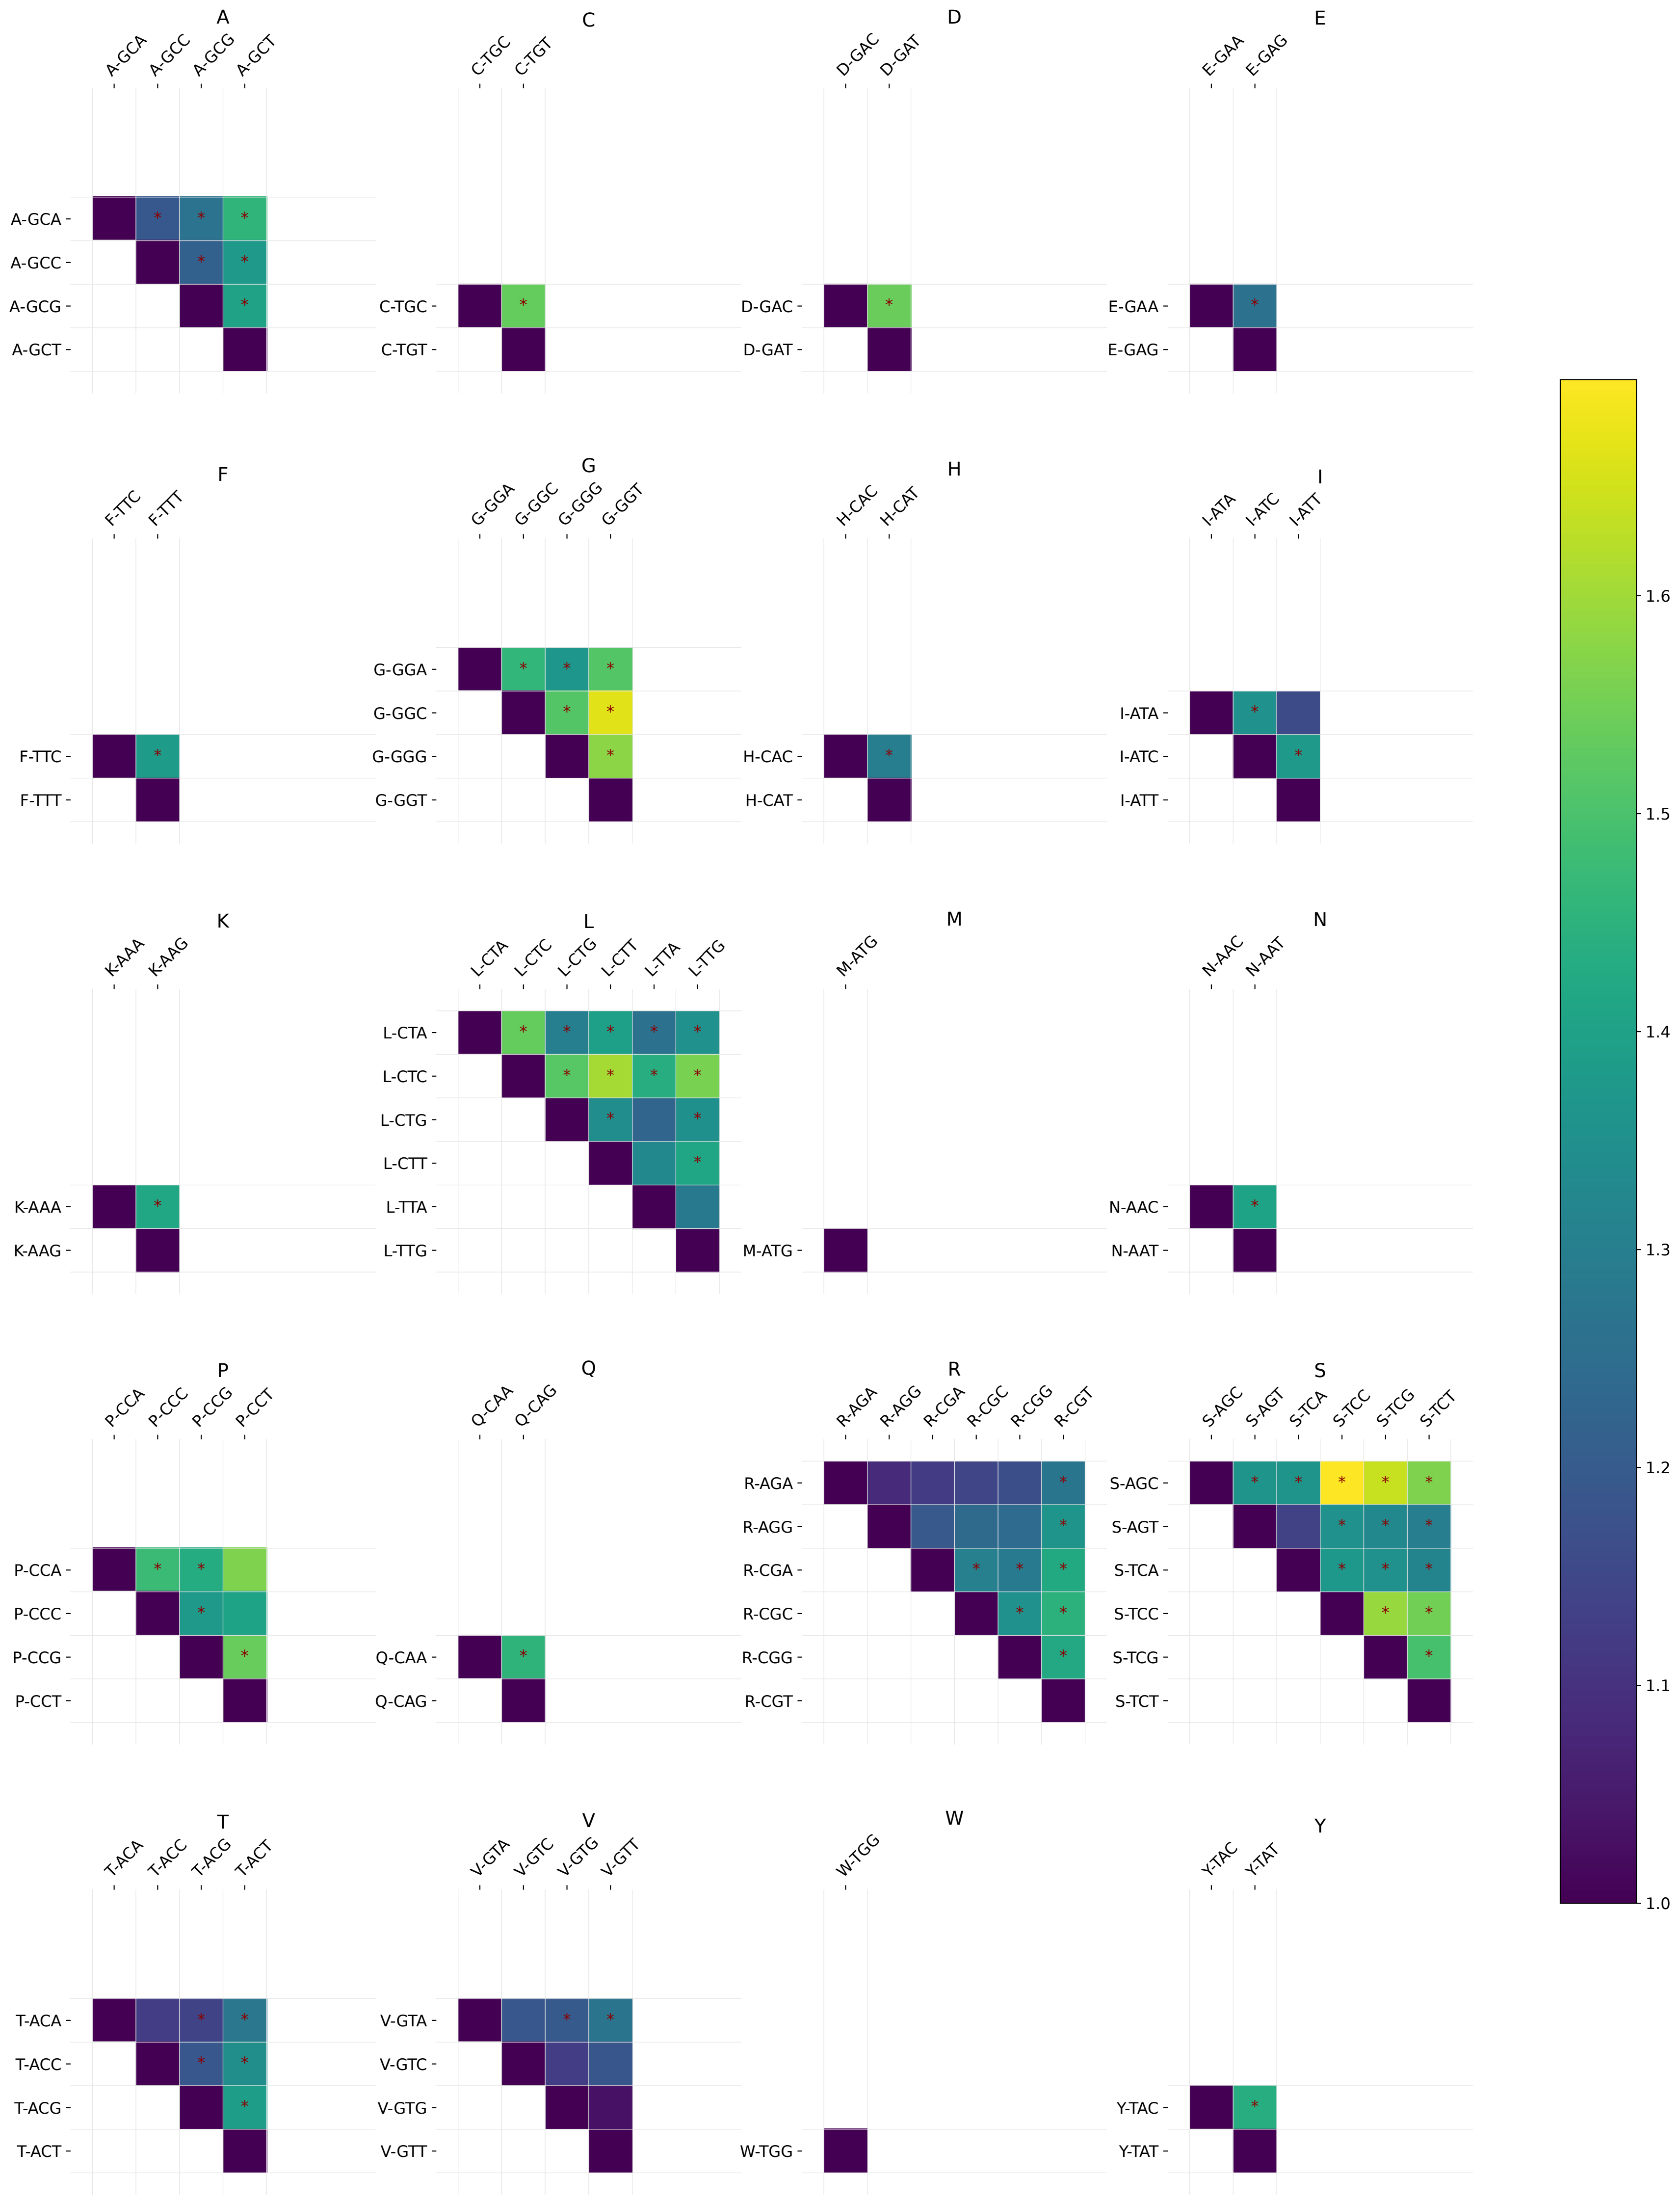 A C D E
A-GCA A-GCC A-GCG A-GCT C-TGC C-TGT D-GAC D-GAT E-GAA E-GAG
A-GCA * * *
A-GCC * *
A-GCG * C-TGC * D-GAC * E-GAA *
A-GCT C-TGT D-GAT E-GAG
F G H I
F-TTC F-TTT G-GGA G-GGC G-GGG G-GGT H-CAC H-CAT I-ATA I-ATC I-ATT
G-GGA * * *
G-GGC * * I-ATA *
F-TTC * G-GGG * H-CAC * I-ATC *
F-TTT G-GGT H-CAT I-ATT
K L M N
K-AAA K-AAG L-CTA L-CTC L-CTG L-CTT L-TTA L-TTG M-ATG N-AAC N-AAT
L-CTA * * * * *
L-CTC * * * *
L-CTG * *
L-CTT *
K-AAA * L-TTA N-AAC *
K-AAG L-TTG M-ATG N-AAT
P Q R S
P-CCA P-CCC P-CCG P-CCT Q-CAA Q-CAG R-AGA R-AGG R-CGA R-CGC R-CGG R-CGT S-AGC S-AGT S-TCA S-TCC S-TCG S-TCT
R-AGA * S-AGC * * * * *
R-AGG * S-AGT * * *
P-CCA * * R-CGA * * * S-TCA * * *
P-CCC * R-CGC * * S-TCC * *
P-CCG * Q-CAA * R-CGG * S-TCG *
P-CCT Q-CAG R-CGT S-TCT
T V W Y
T-ACA T-ACC T-ACG T-ACT V-GTA V-GTC V-GTG V-GTT W-TGG Y-TAC Y-TAT
T-ACA * * V-GTA * *
T-ACC * * V-GTC
T-ACG * V-GTG Y-TAC *
T-ACT V-GTT W-TGG Y-TAT
1.6
1.5
1.4
1.3
1.2
1.1
1.0